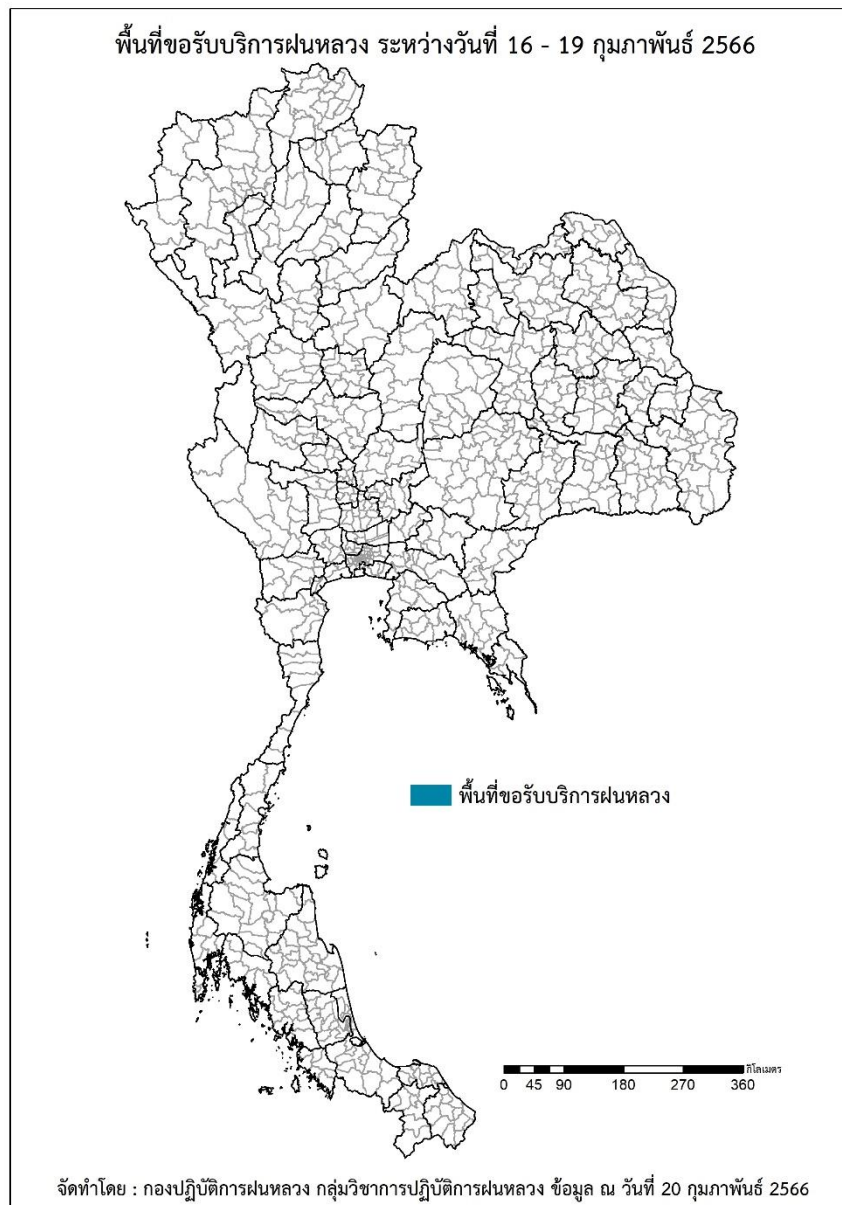 พื้นที่ขอรับบริการฝนหลวง ระหว่างวันที่ 16 - 19 กุมภาพันธ์ 2566
พื้นที่ขอรับบริการฝนหลวง
กิโลเมตร
0 45 90 180 270 360
จัดทำโดย : กองปฏิบัติการฝนหลวง กลุ่มวิชาการปฏิบัติการฝนหลวง ข้อมูล ณ วันที่ 20 กุมภาพันธ์ 2566